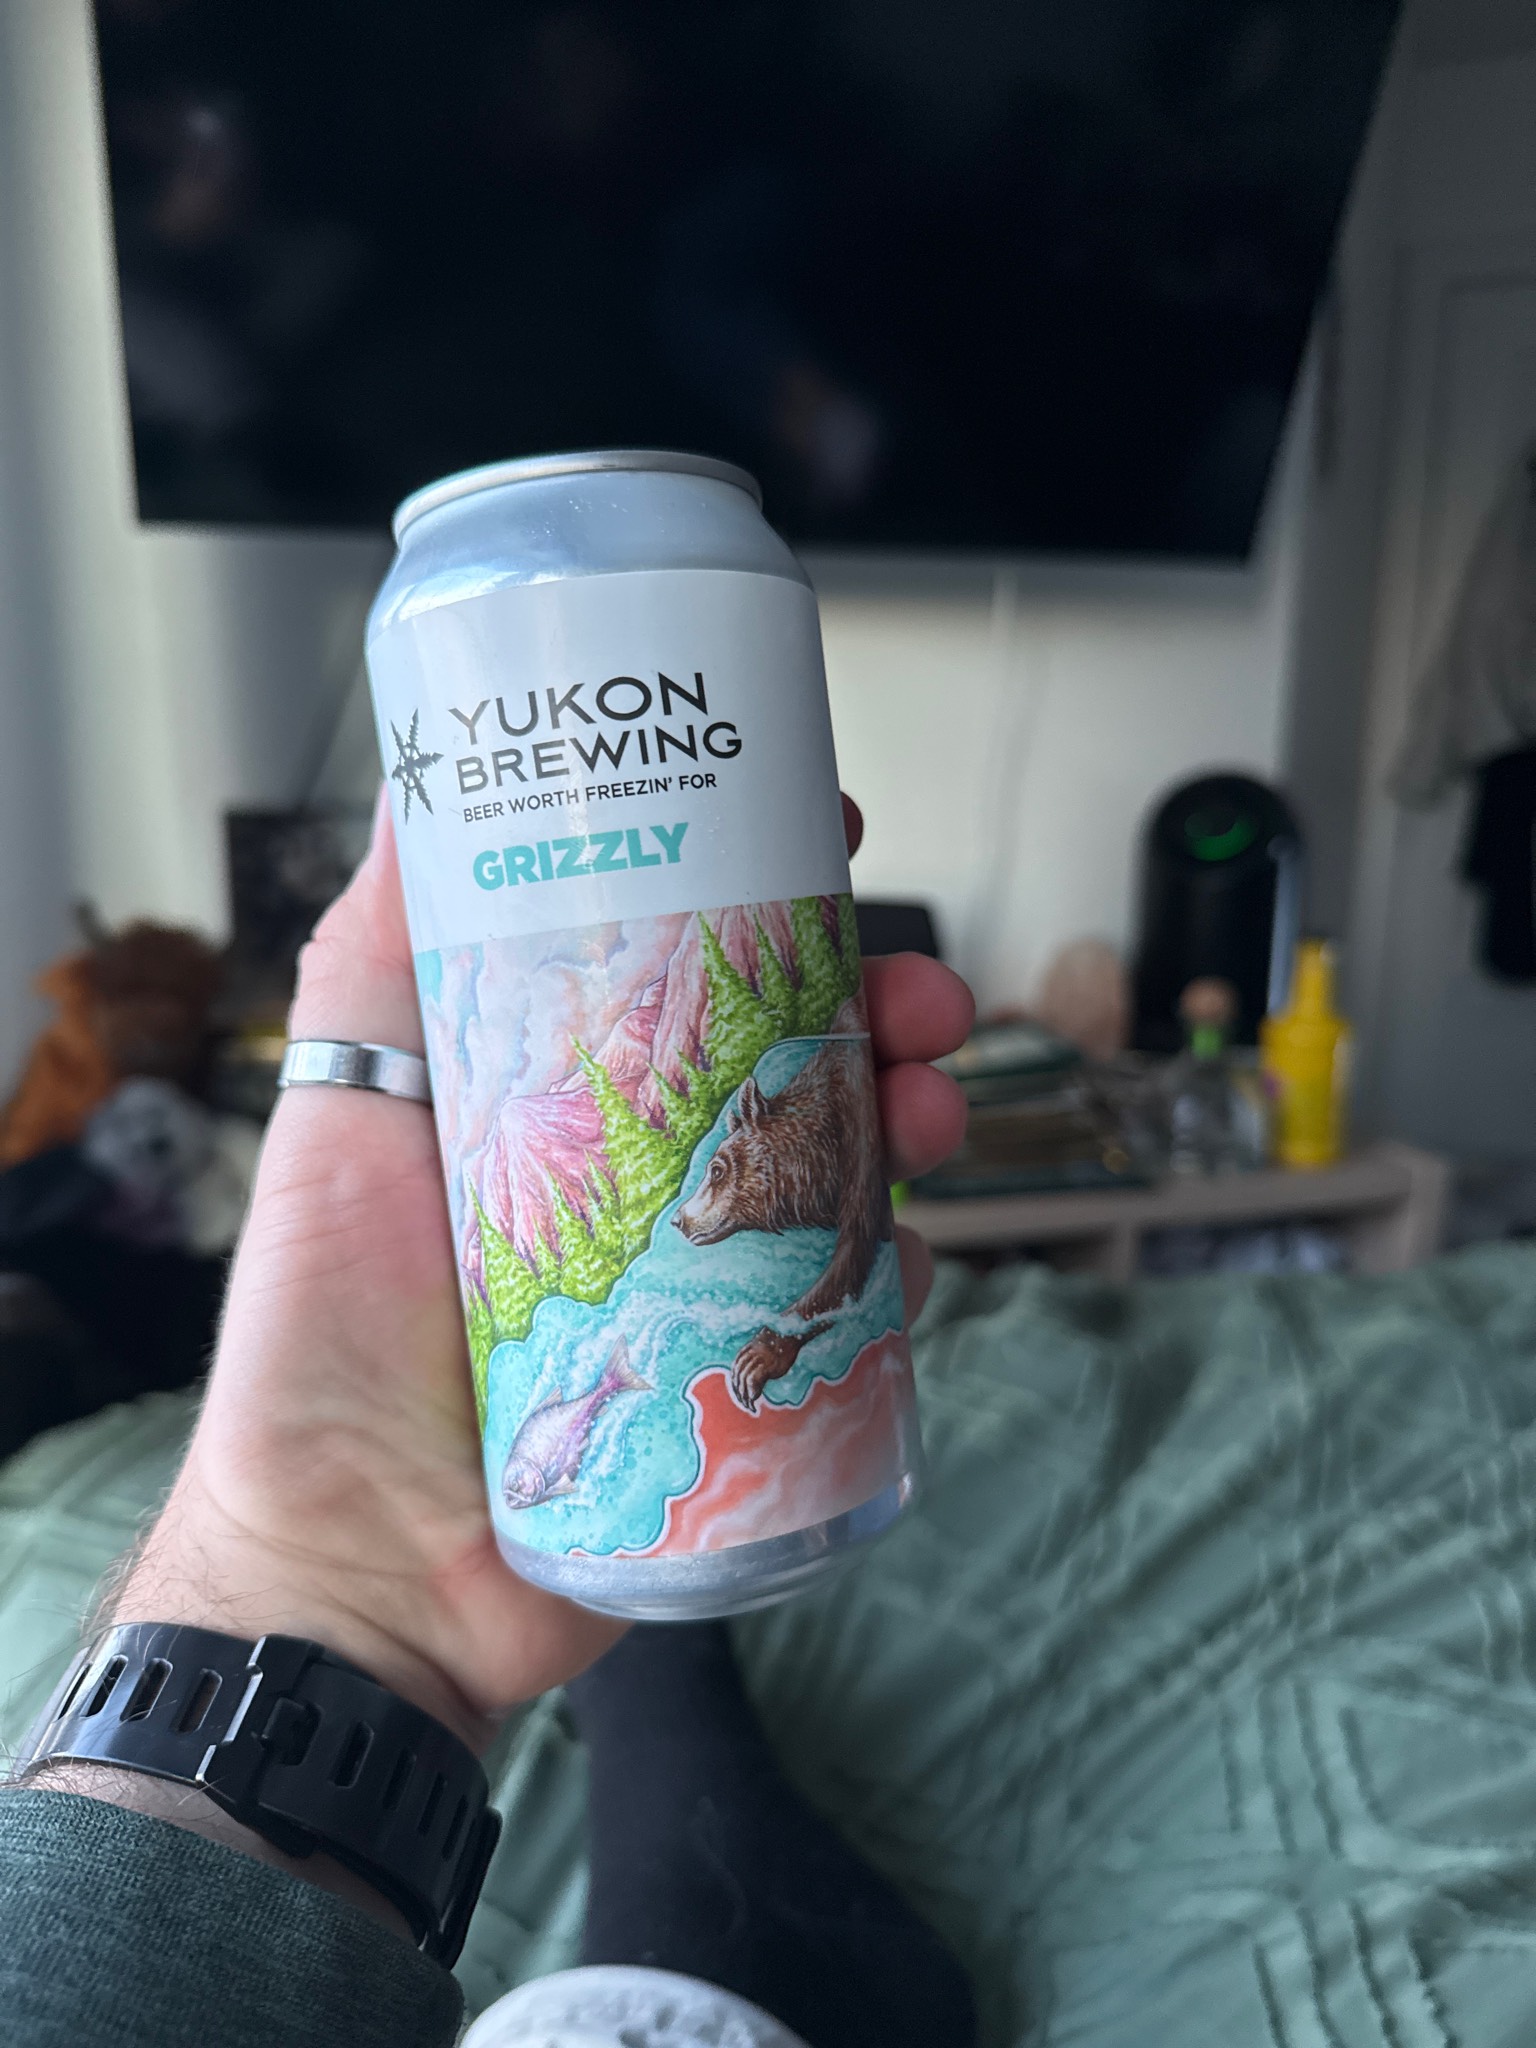 YUKON
BREWING
BEER WORTH FREEZIN' FOR
GRIZZLY